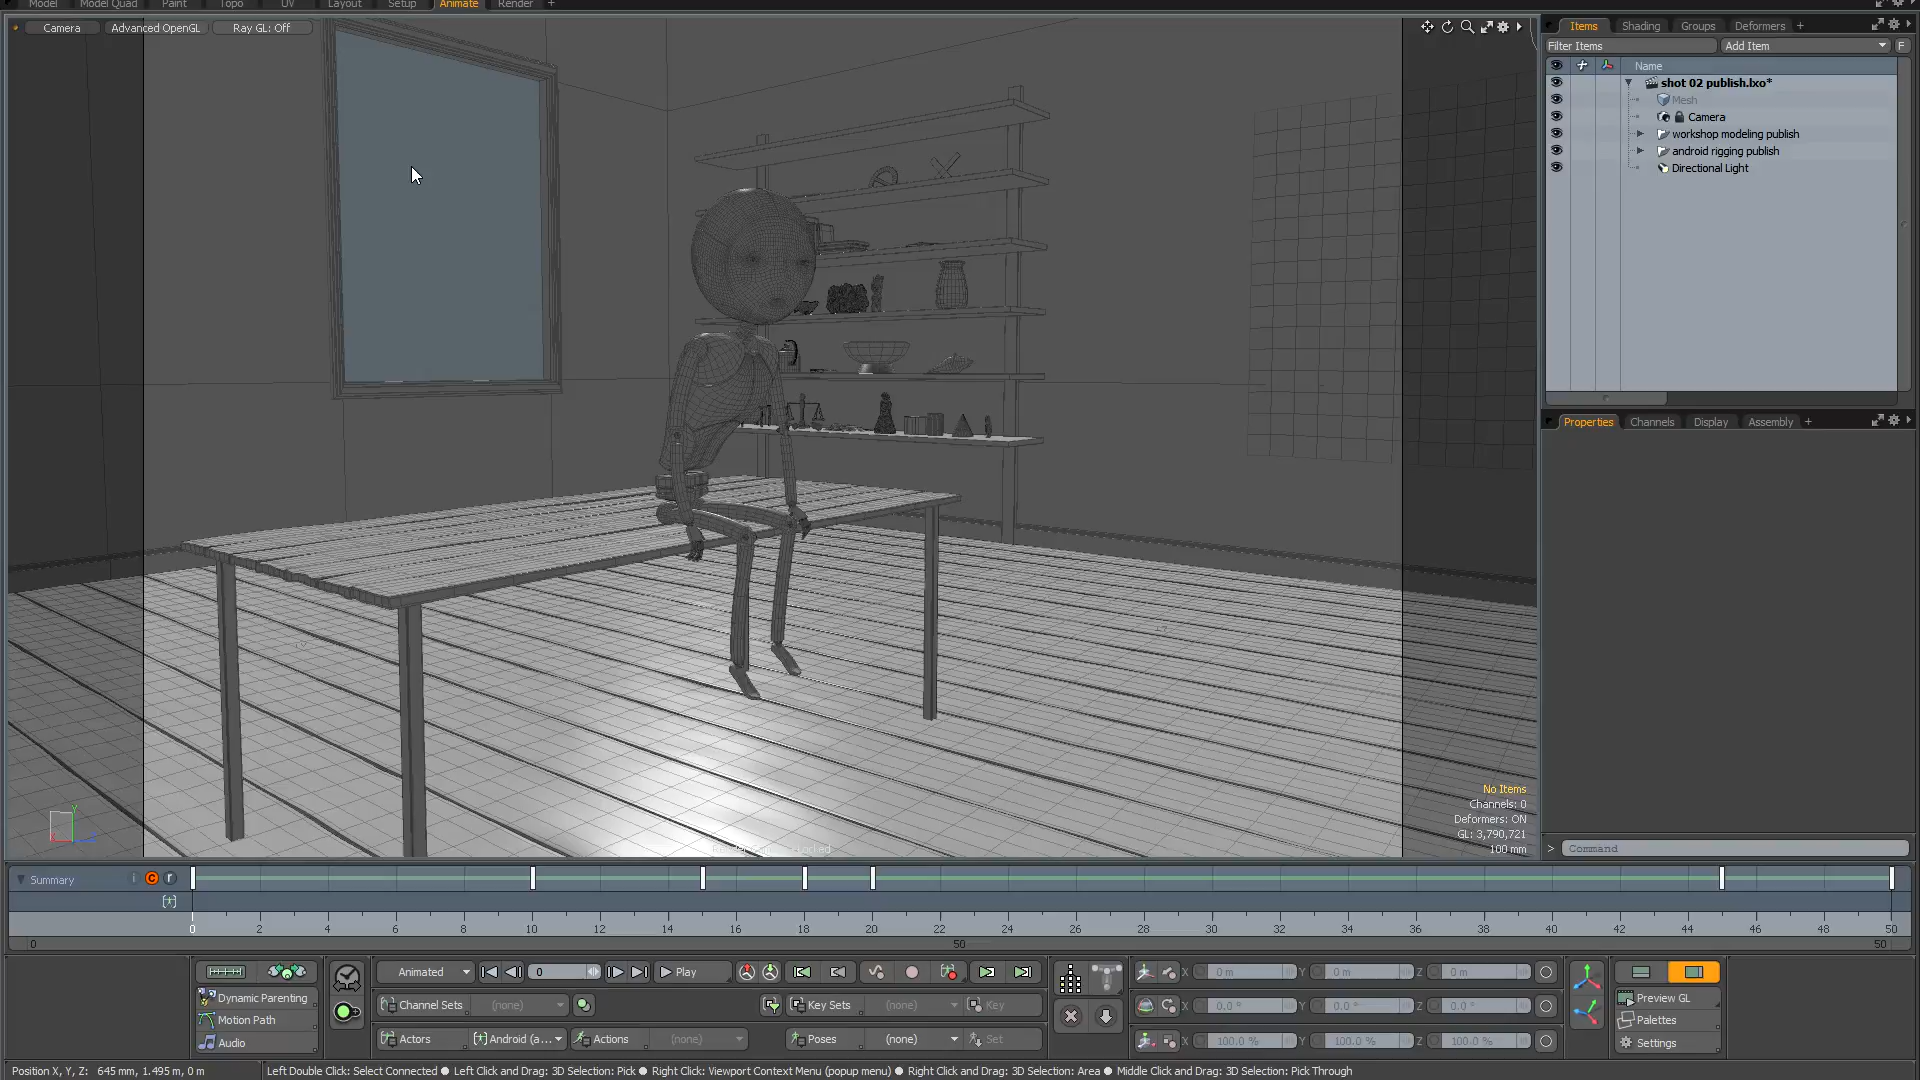 Model Model Quad Paint Topo UV Layout Setup Animate Render +
Camera Advanced OpenGL Ray GL: Off
Items Shading Groups Deformers +
Filter Items Add Item F
Name
shot 02 publish.lxo*
Mesh
Camera
workshop modeling publish
android rigging publish
Directional Light
Properties Channels Display Assembly +
No Items
Channels: 0
Deformers: ON
GL: 3,790,721
100 mm
> Command
Summary
0 2 4 6 8 10 12 14 16 18 20 22 24 26 28 30 32 34 36 38 40 42 44 46 48 50
0 50 50
Animated 0 Play X 0 m Y 0 m Z 0 m
Dynamic Parenting Channel Sets (none) Key Sets (none) Key X 0.0 ° Y 0.0 ° Z 0.0 ° Preview GL
Motion Path Palettes
Audio Actors Android (a... Actions (none) Poses (none) Set X 100.0 % Y 100.0 % Z 100.0 % Settings
Position X, Y, Z: 645 mm, 1.495 m, 0 m Left Double Click: Select Connected ● Left Click and Drag: 3D Selection: Pick ● Right Click: Viewport Context Menu (popup menu) ● Right Click and Drag: 3D Selection: Area ● Middle Click and Drag: 3D Selection: Pick Through